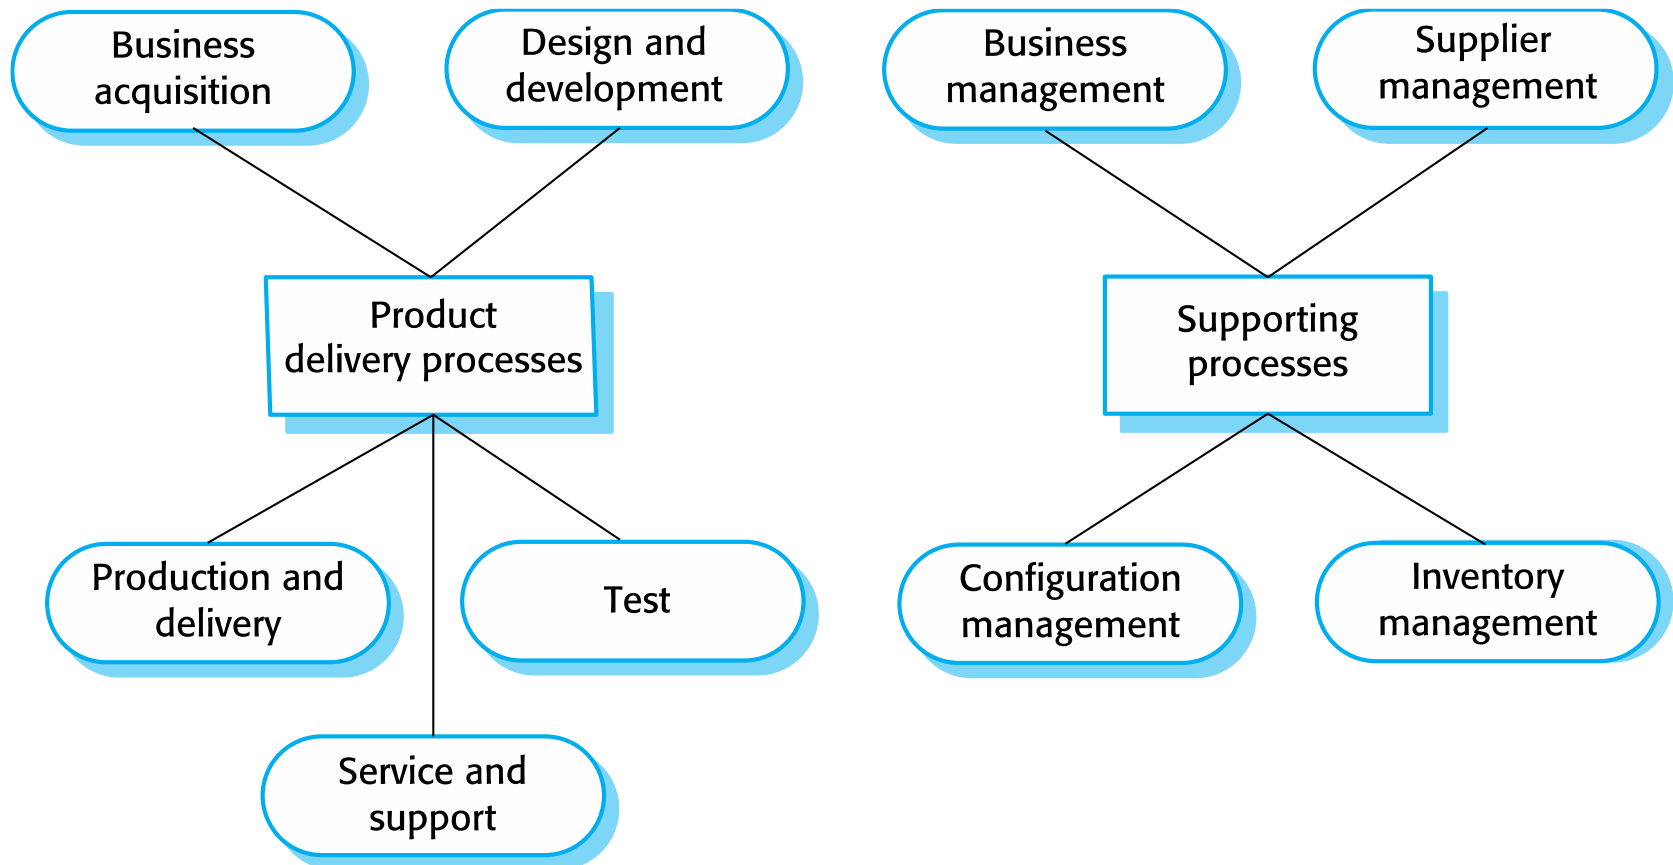 Business
acquisition
Design and
development
Business
management
Supplier
management
Product
delivery processes
Supporting
processes
Production and
delivery
Test
Configuration
management
Inventory
management
Service and
support